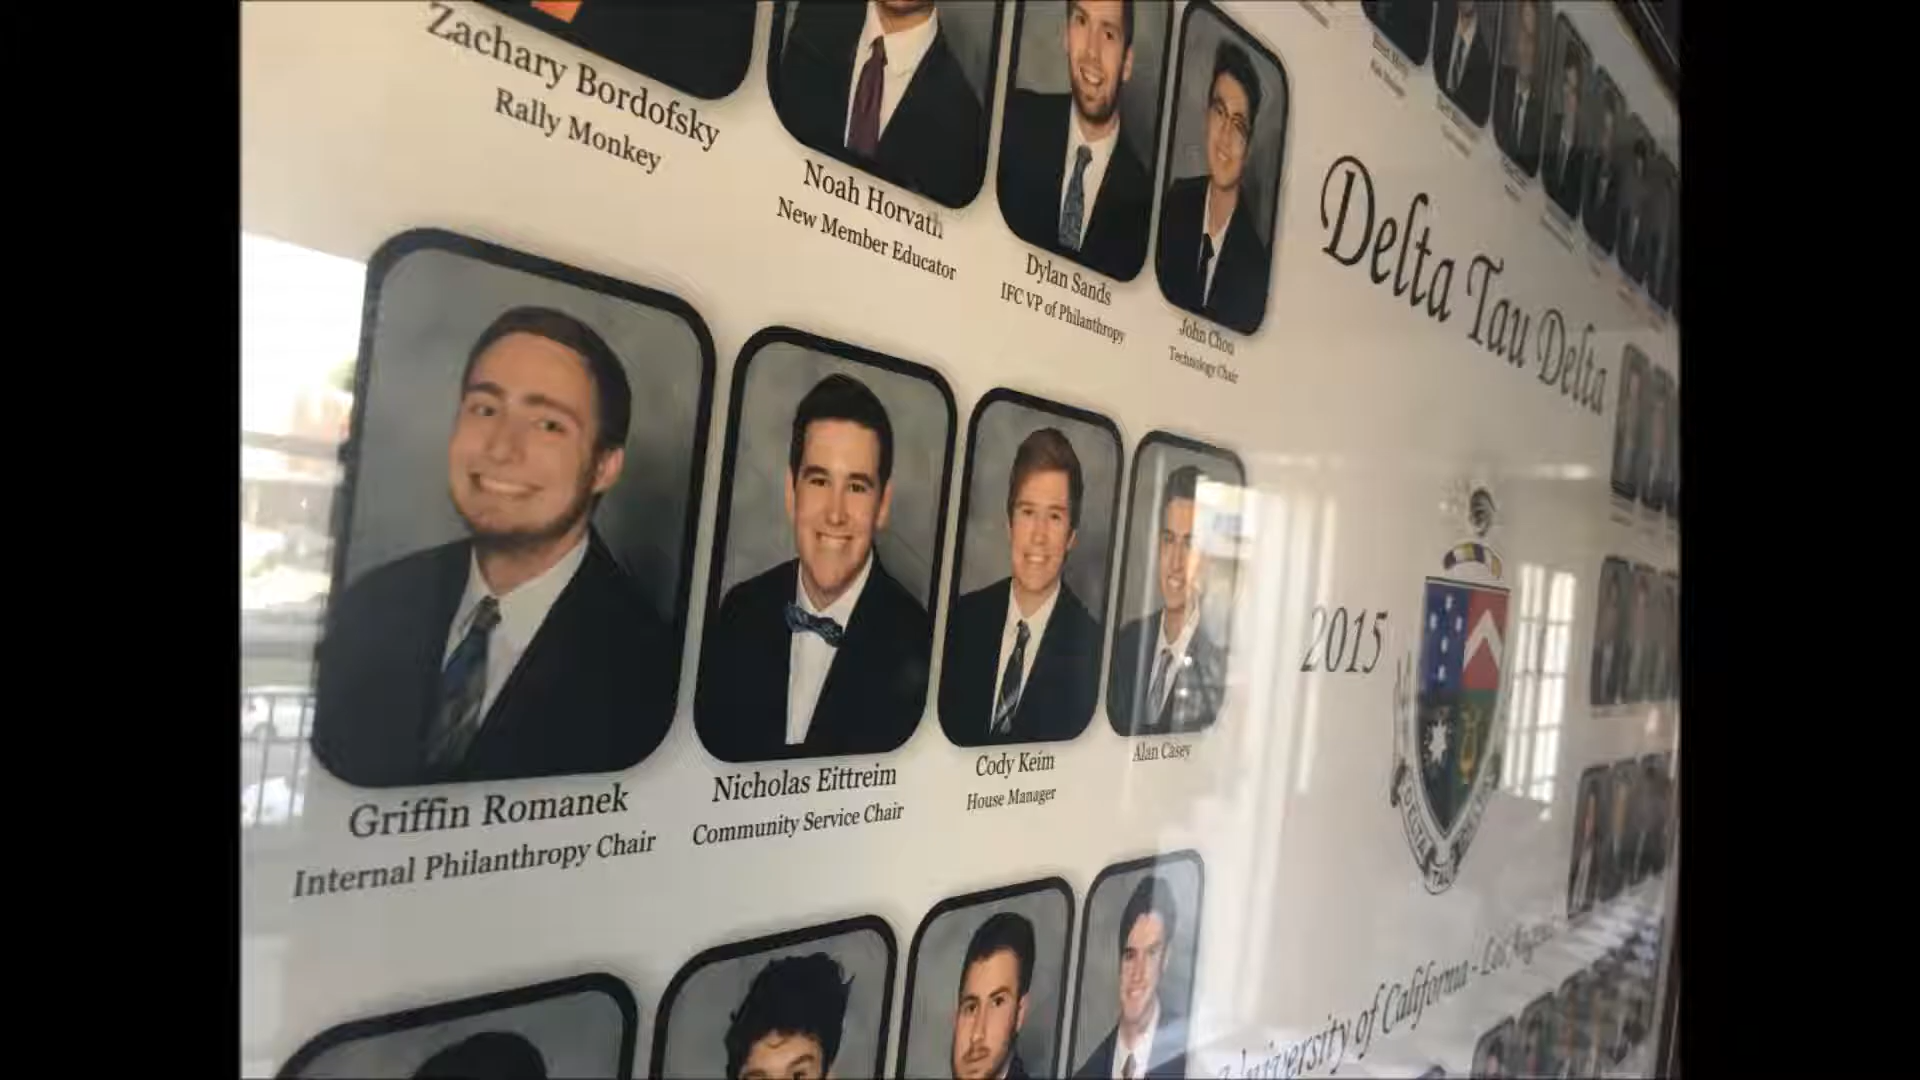 Zachary Bordofsky
Rally Monkey
Noah Horvath
New Member Educator
Dylan Sands
IFC VP of Philanthropy
John Chou
Technology Chair
Delta Tau Delta
Griffin Romanek
Internal Philanthropy Chair
Nicholas Eittreim
Community Service Chair
Cody Keim
House Manager
Alan Casey
2015
DELTA
TAU
University of California - Los Angeles